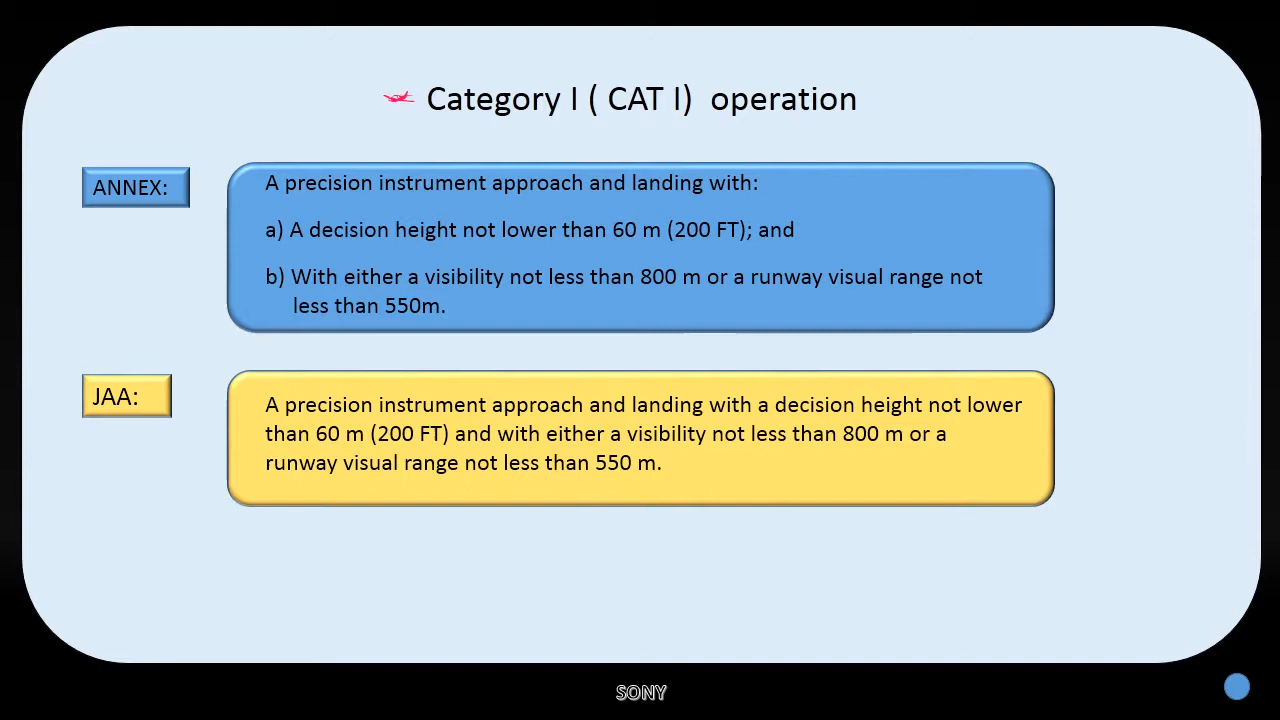 Category I ( CAT I)  operation
ANNEX:
A precision instrument approach and landing with:
a) A decision height not lower than 60 m (200 FT); and
b) With either a visibility not less than 800 m or a runway visual range not
less than 550m.
JAA:
A precision instrument approach and landing with a decision height not lower
than 60 m (200 FT) and with either a visibility not less than 800 m or a
runway visual range not less than 550 m.
SONY